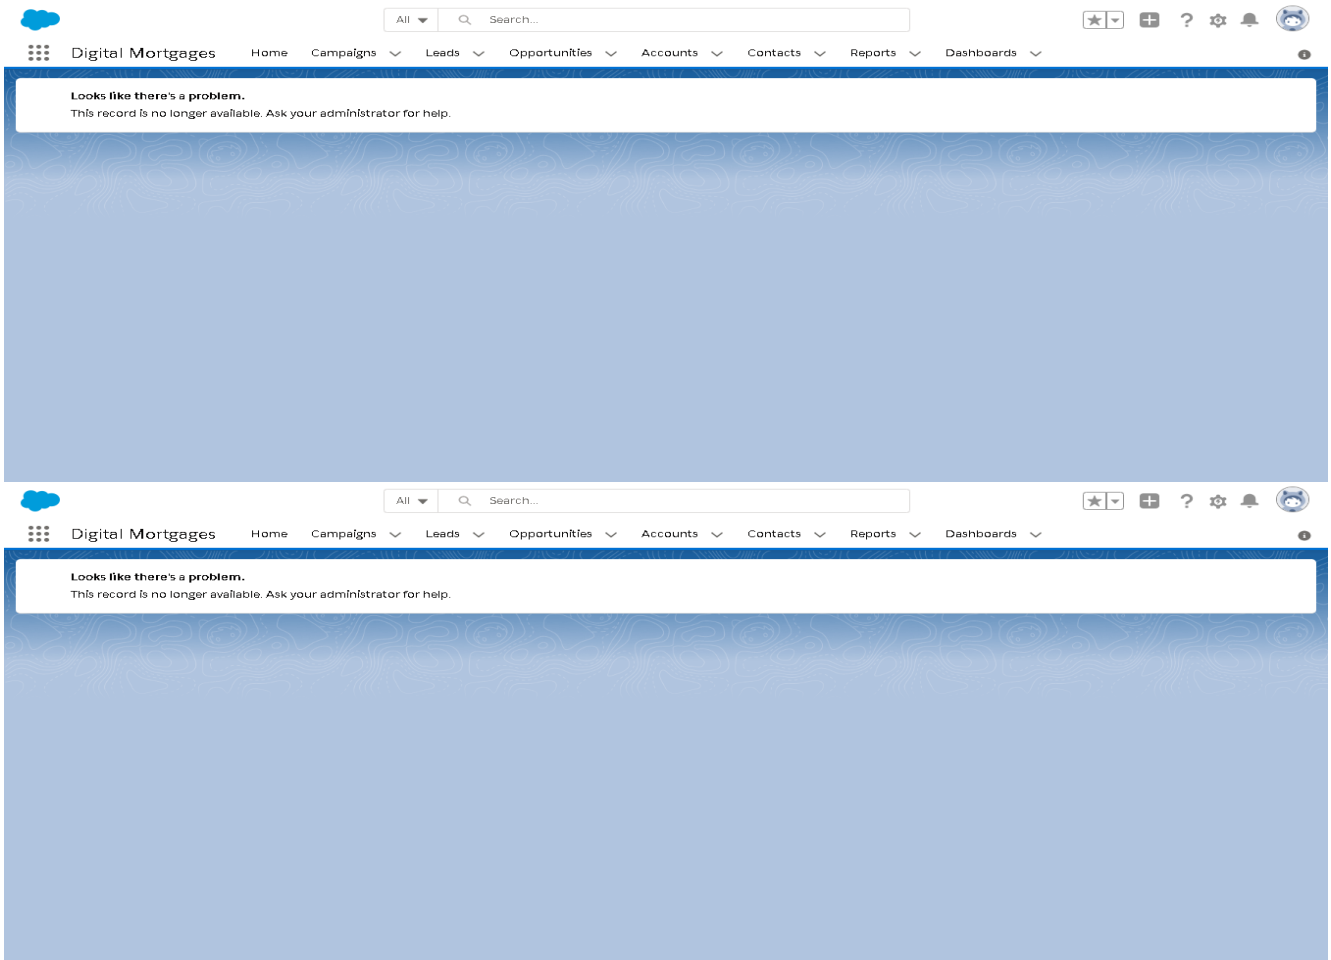 All Search...
Digital Mortgages Home Campaigns Leads Opportunities Accounts Contacts Reports Dashboards
Looks like there's a problem.
This record is no longer available. Ask your administrator for help.
All Search...
Digital Mortgages Home Campaigns Leads Opportunities Accounts Contacts Reports Dashboards
Looks like there's a problem.
This record is no longer available. Ask your administrator for help.